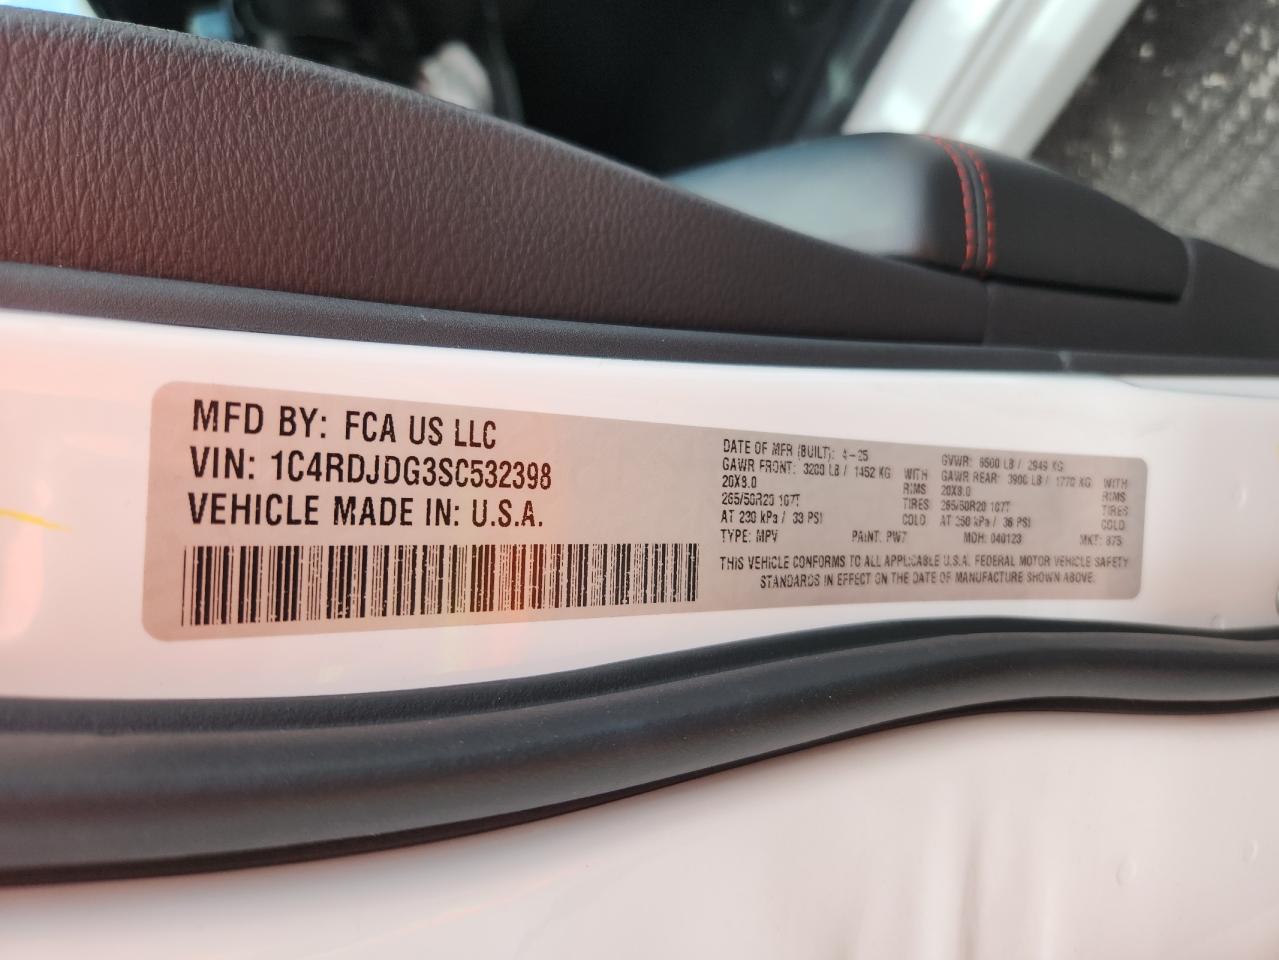 MFD BY: FCA US LLC
VIN: 1C4RDJDG3SC532398
VEHICLE MADE IN: U.S.A.
DATE OF MFR (BUILT): 4-25 GVWR: 6500 LB / 2949 KG
GAWR FRONT: 3200 LB / 1452 KG WITH GAWR REAR: 3900 LB / 1770 KG WITH
20X8.0 RIMS 20X8.0 RIMS
265/50R20 107T TIRES 265/50R20 107T TIRES
AT 230 kPa / 33 PSI COLD AT 250 kPa / 36 PSI COLD
TYPE: MPV PAINT: PW7 MDH: 040123 MKT:
THIS VEHICLE CONFORMS TO ALL APPLICABLE U.S.A. FEDERAL MOTOR VEHICLE SAFETY
STANDARDS IN EFFECT ON THE DATE OF MANUFACTURE SHOWN ABOVE.